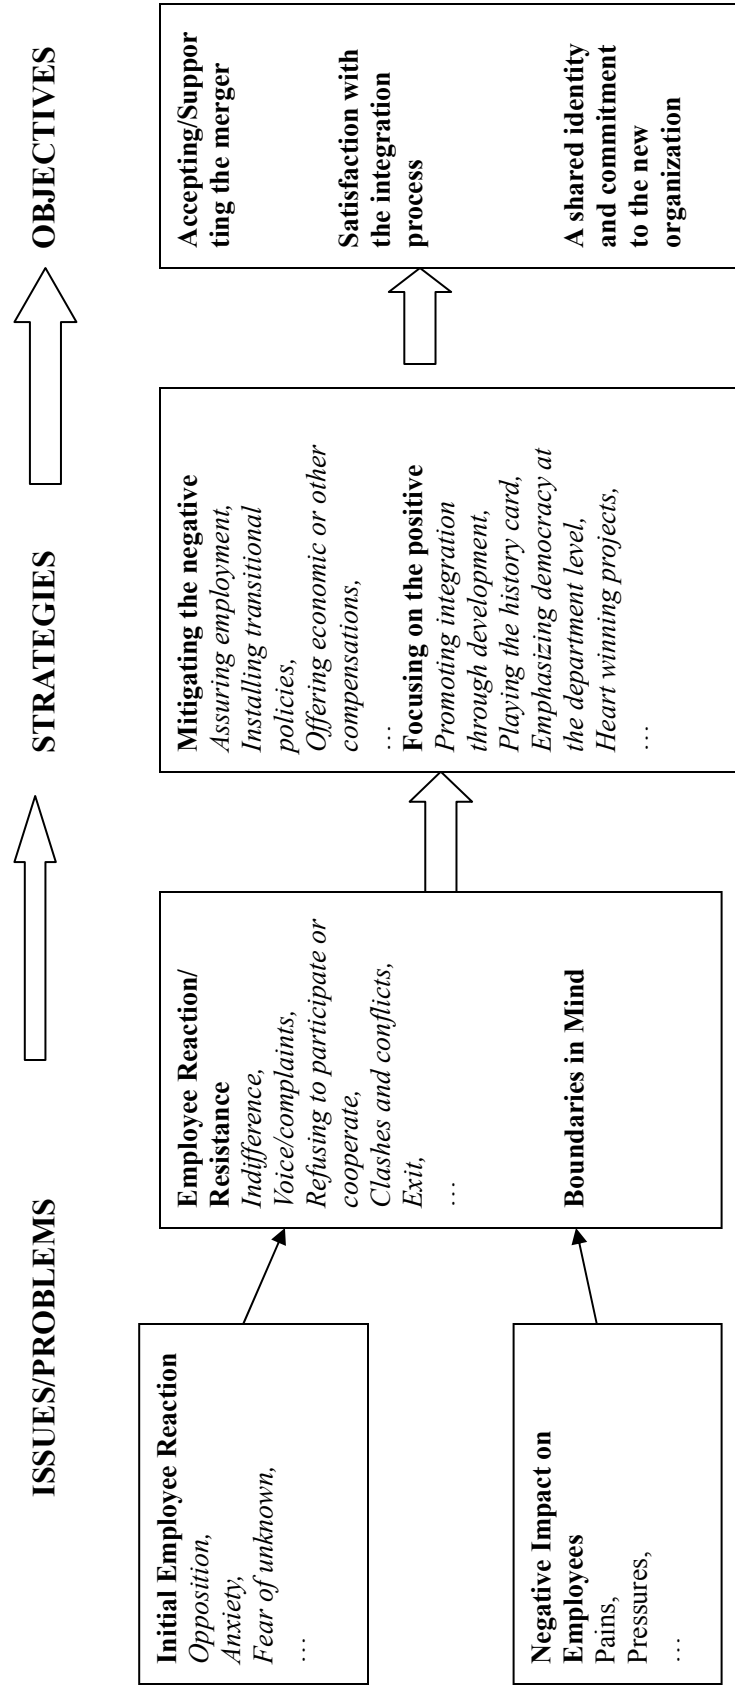 ISSUES/PROBLEMS
STRATEGIES
OBJECTIVES
Initial Employee Reaction
Opposition,
Anxiety,
Fear of unknown,
…
Negative Impact on
Employees
Pains,
Pressures,
…
Employee Reaction/
Resistance
Indifference,
Voice/complaints,
Refusing to participate or
cooperate,
Clashes and conflicts,
Exit,
…
Boundaries in Mind
Mitigating the negative
Assuring employment,
Installing transitional
policies,
Offering economic or other
compensations,
…
Focusing on the positive
Promoting integration
through development,
Playing the history card,
Emphasizing democracy at
the department level,
Heart winning projects,
…
Accepting/Suppor
ting the merger
Satisfaction with
the integration
process
A shared identity
and commitment
to the new
organization